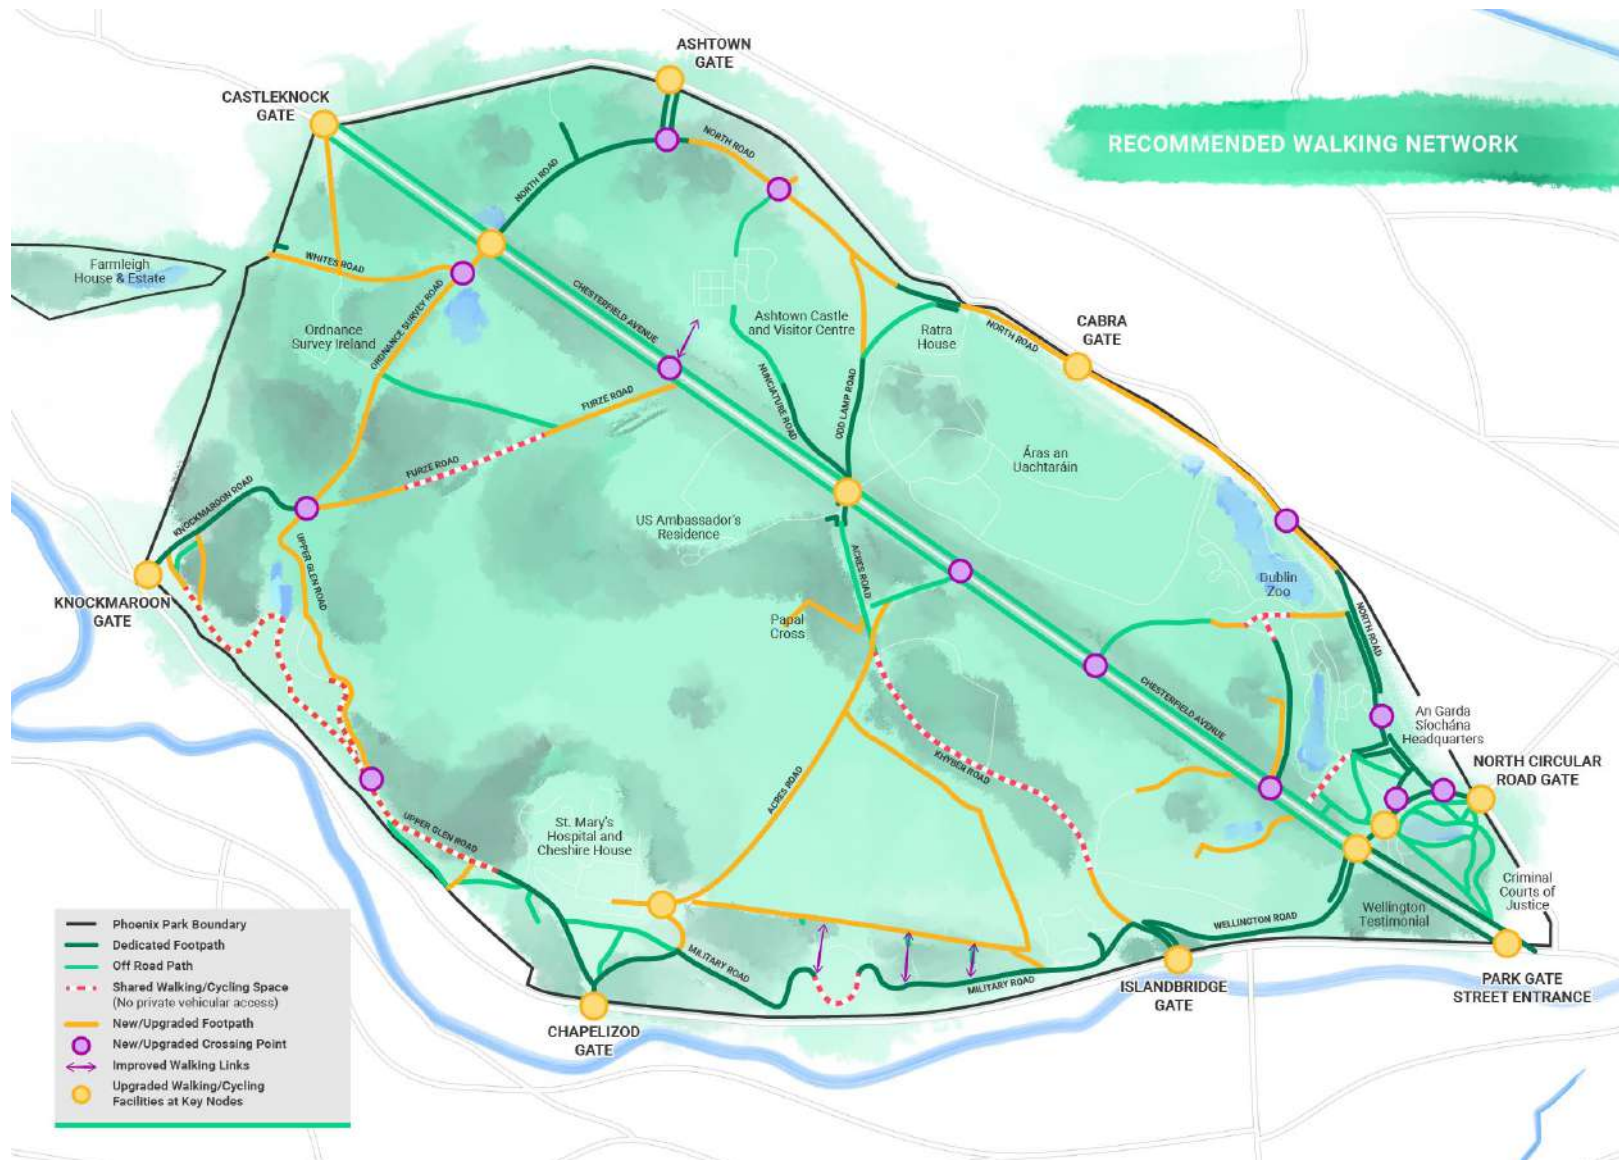 ASHTOWN
GATE
CASTLEKNOCK
GATE
RECOMMENDED WALKING NETWORK
NORTH ROAD
NORTH ROAD
WHITES ROAD
Farmleigh
House & Estate
ORDNANCE SURVEY ROAD
CHESTERFIELD AVENUE
Ordnance
Survey Ireland
Ashtown Castle
and Visitor Centre
Ratra
House
NORTH ROAD
CABRA
GATE
NUNCIATURE ROAD
ODD LAMP ROAD
FURZE ROAD
FURZE ROAD
Áras an
Uachtaráin
KNOCKMAROON ROAD
US Ambassador's
Residence
UPPER GLEN ROAD
ACRES ROAD
KNOCKMAROON
GATE
Papal
Cross
Dublin
Zoo
NORTH ROAD
CHESTERFIELD AVENUE
An Garda
Síochána
Headquarters
KHYBER ROAD
ACRES ROAD
NORTH CIRCULAR
ROAD GATE
UPPER GLEN ROAD
St. Mary's
Hospital and
Cheshire House
Criminal
Courts of
Justice
Wellington
Testimonial
WELLINGTON ROAD
MILITARY ROAD
MILITARY ROAD
ISLANDBRIDGE
GATE
PARK GATE
STREET ENTRANCE
CHAPELIZOD
GATE
Phoenix Park Boundary
Dedicated Footpath
Off Road Path
Shared Walking/Cycling Space
(No private vehicular access)
New/Upgraded Footpath
New/Upgraded Crossing Point
Improved Walking Links
Upgraded Walking/Cycling
Facilities at Key Nodes